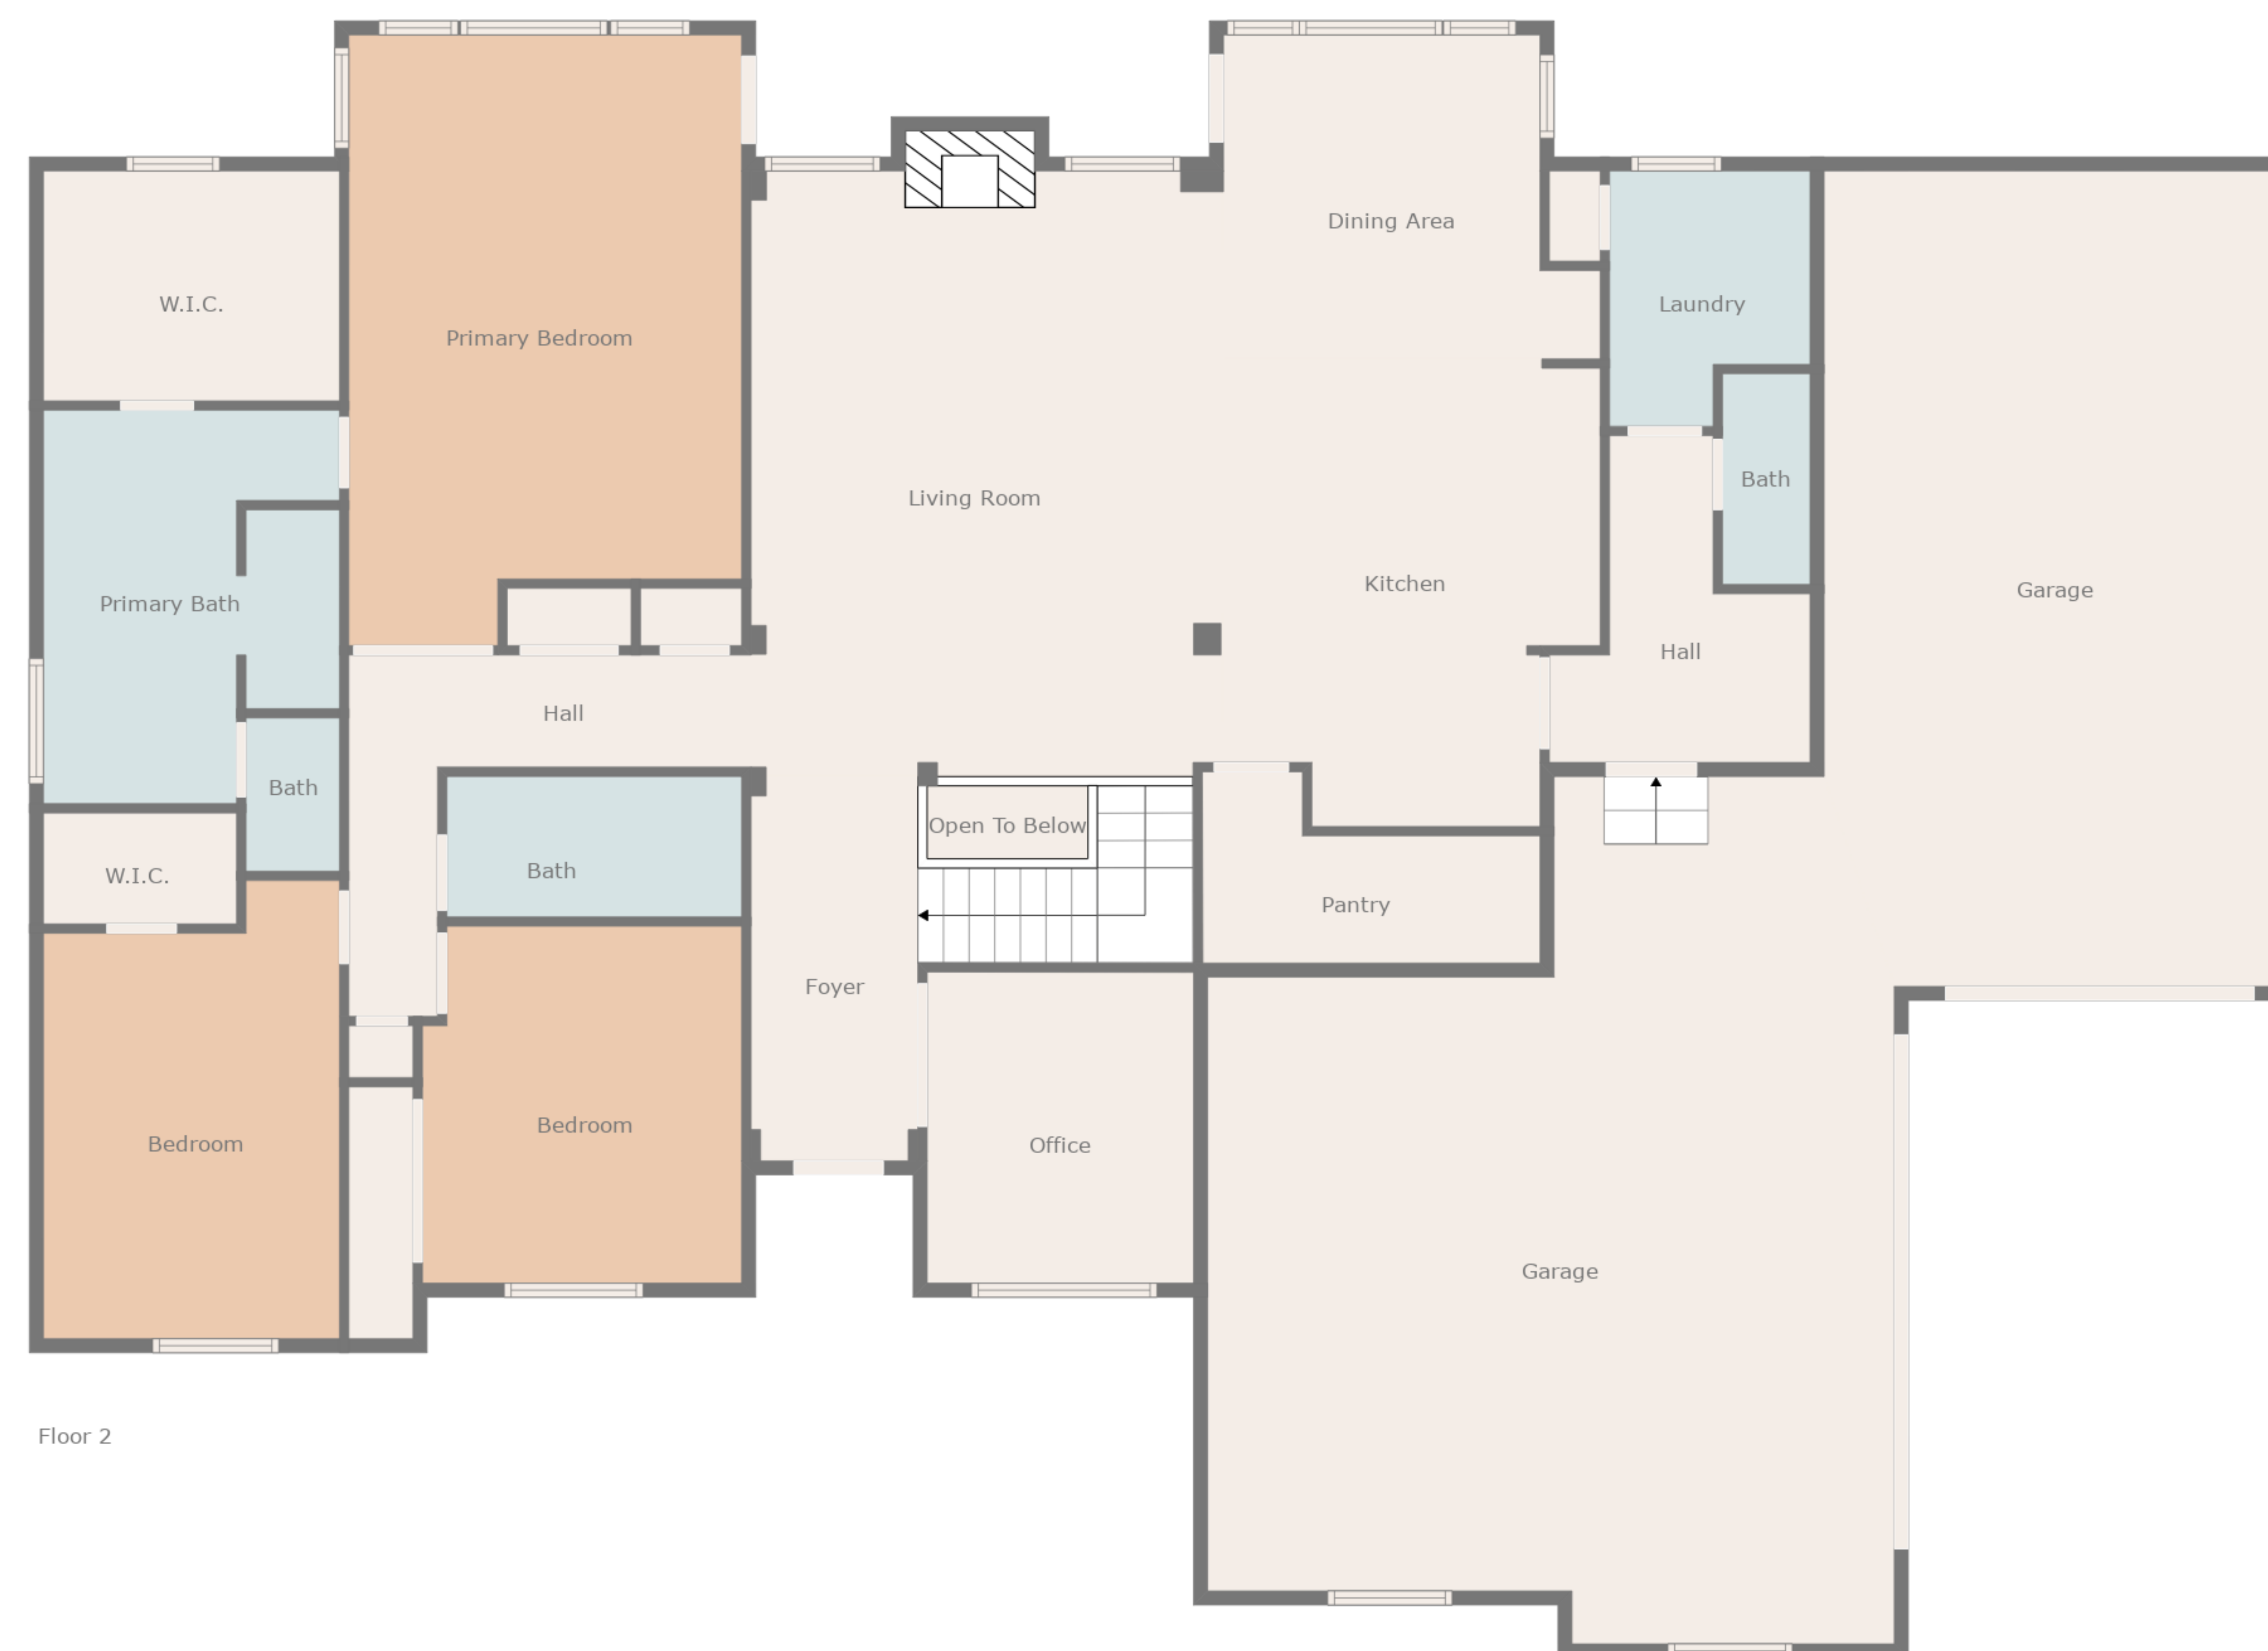 Dining Area
W.I.C.
Laundry
Primary Bedroom
Bath
Living Room
Kitchen
Garage
Primary Bath
Hall
Hall
Bath
Open To Below
Bath
W.I.C.
Pantry
Foyer
Bedroom
Bedroom
Office
Garage
Floor 2